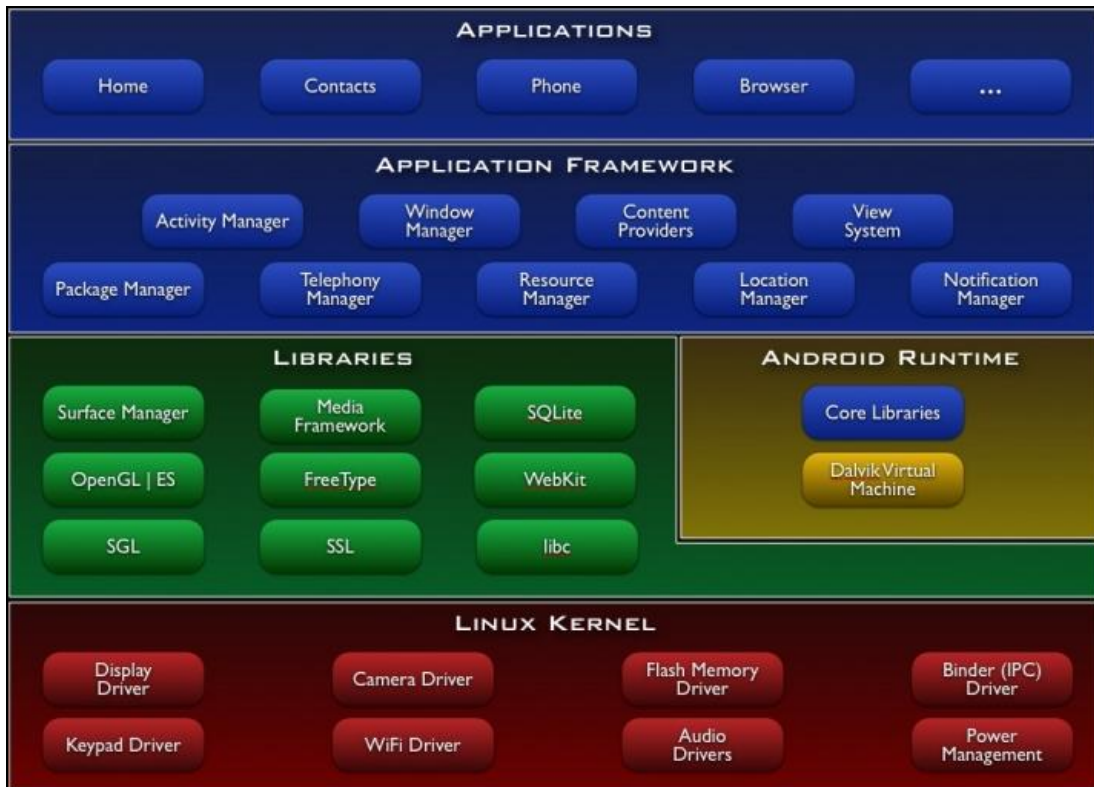 APPLICATIONS
Home
Contacts
Phone
Browser
...
APPLICATION FRAMEWORK
Activity Manager
Window
Manager
Content
Providers
View
System
Package Manager
Telephony
Manager
Resource
Manager
Location
Manager
Notification
Manager
LIBRARIES
Surface Manager
Media
Framework
SQLite
OpenGL | ES
FreeType
WebKit
SGL
SSL
libc
ANDROID RUNTIME
Core Libraries
Dalvik Virtual
Machine
LINUX KERNEL
Display
Driver
Camera Driver
Flash Memory
Driver
Binder (IPC)
Driver
Keypad Driver
WiFi Driver
Audio
Drivers
Power
Management